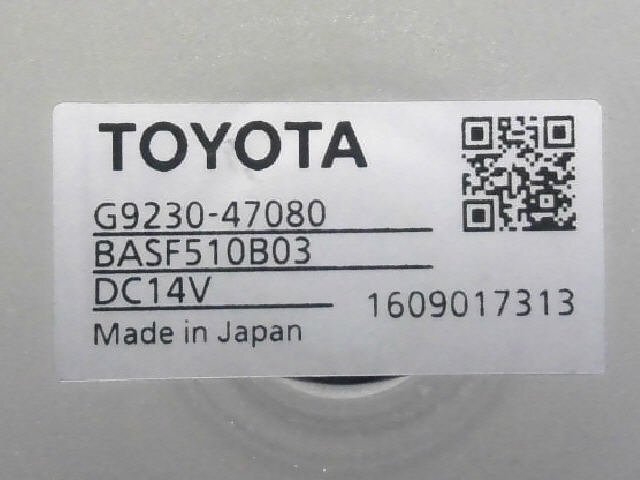 TOYOTA
G9230-47080
BASF510B03
DC14V
1609017313
Made in Japan